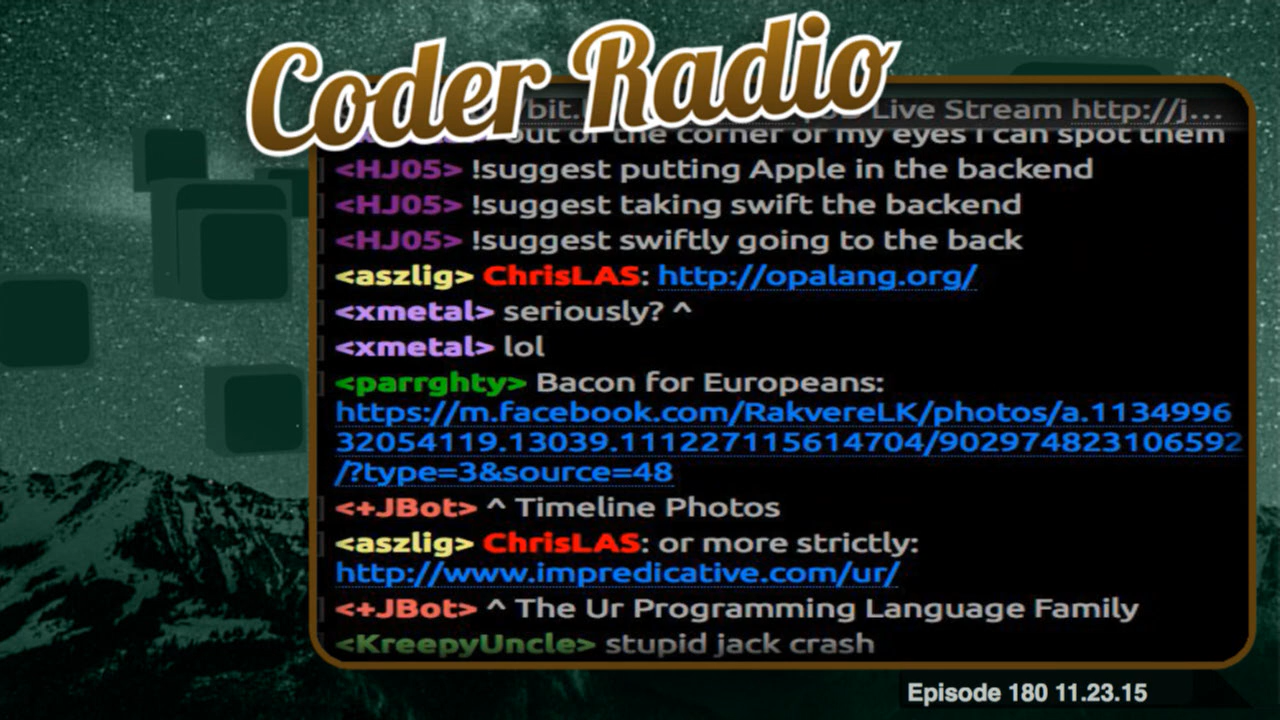 Coder Radio
/bit. Live Stream http://j...
out of the corner of my eyes i can spot them
<HJ05> !suggest putting Apple in the backend
<HJ05> !suggest taking swift the backend
<HJ05> !suggest swiftly going to the back
<aszlig> ChrisLAS: http://opalang.org/
<xmetal> seriously? ^
<xmetal> lol
<parrghty> Bacon for Europeans:
https://m.facebook.com/RakvereLK/photos/a.1134996
32054119.13039.111227115614704/902974823106592
/?type=3&source=48
<+JBot> ^ Timeline Photos
<aszlig> ChrisLAS: or more strictly:
http://www.impredicative.com/ur/
<+JBot> ^ The Ur Programming Language Family
<KreepyUncle> stupid jack crash
Episode 180 11.23.15